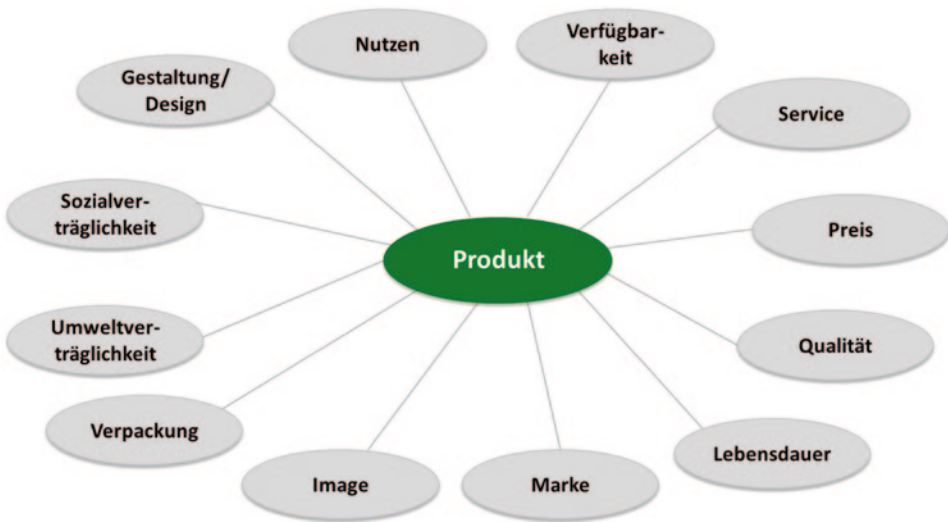 Nutzen
Verfügbar-
keit
Gestaltung/
Design
Service
Sozialver-
träglichkeit
Preis
Produkt
Umweltver-
träglichkeit
Qualität
Verpackung
Lebensdauer
Image
Marke